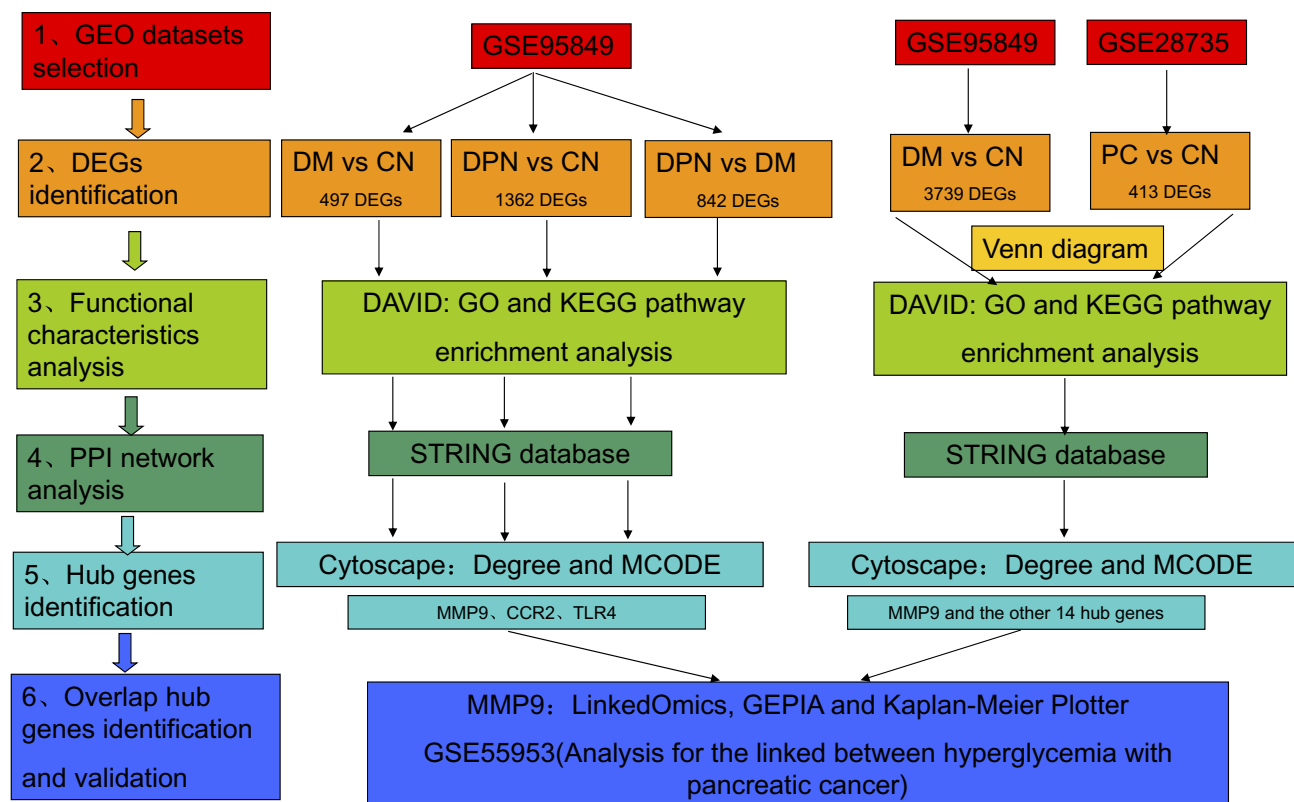 1、GEO datasets
selection
GSE95849
GSE95849
GSE28735
2、DEGs
identification
DM vs CN
497 DEGs
DPN vs CN
1362 DEGs
DPN vs DM
842 DEGs
DM vs CN
3739 DEGs
PC vs CN
413 DEGs
Venn diagram
3、Functional
characteristics
analysis
DAVID: GO and KEGG pathway
enrichment analysis
DAVID: GO and KEGG pathway
enrichment analysis
4、PPI network
analysis
STRING database
STRING database
5、Hub genes
identification
Cytoscape：Degree and MCODE
MMP9、CCR2、TLR4
Cytoscape：Degree and MCODE
MMP9 and the other 14 hub genes
6、Overlap hub
genes identification
and validation
MMP9：LinkedOmics, GEPIA and Kaplan-Meier Plotter
GSE55953(Analysis for the linked between hyperglycemia with
pancreatic cancer)